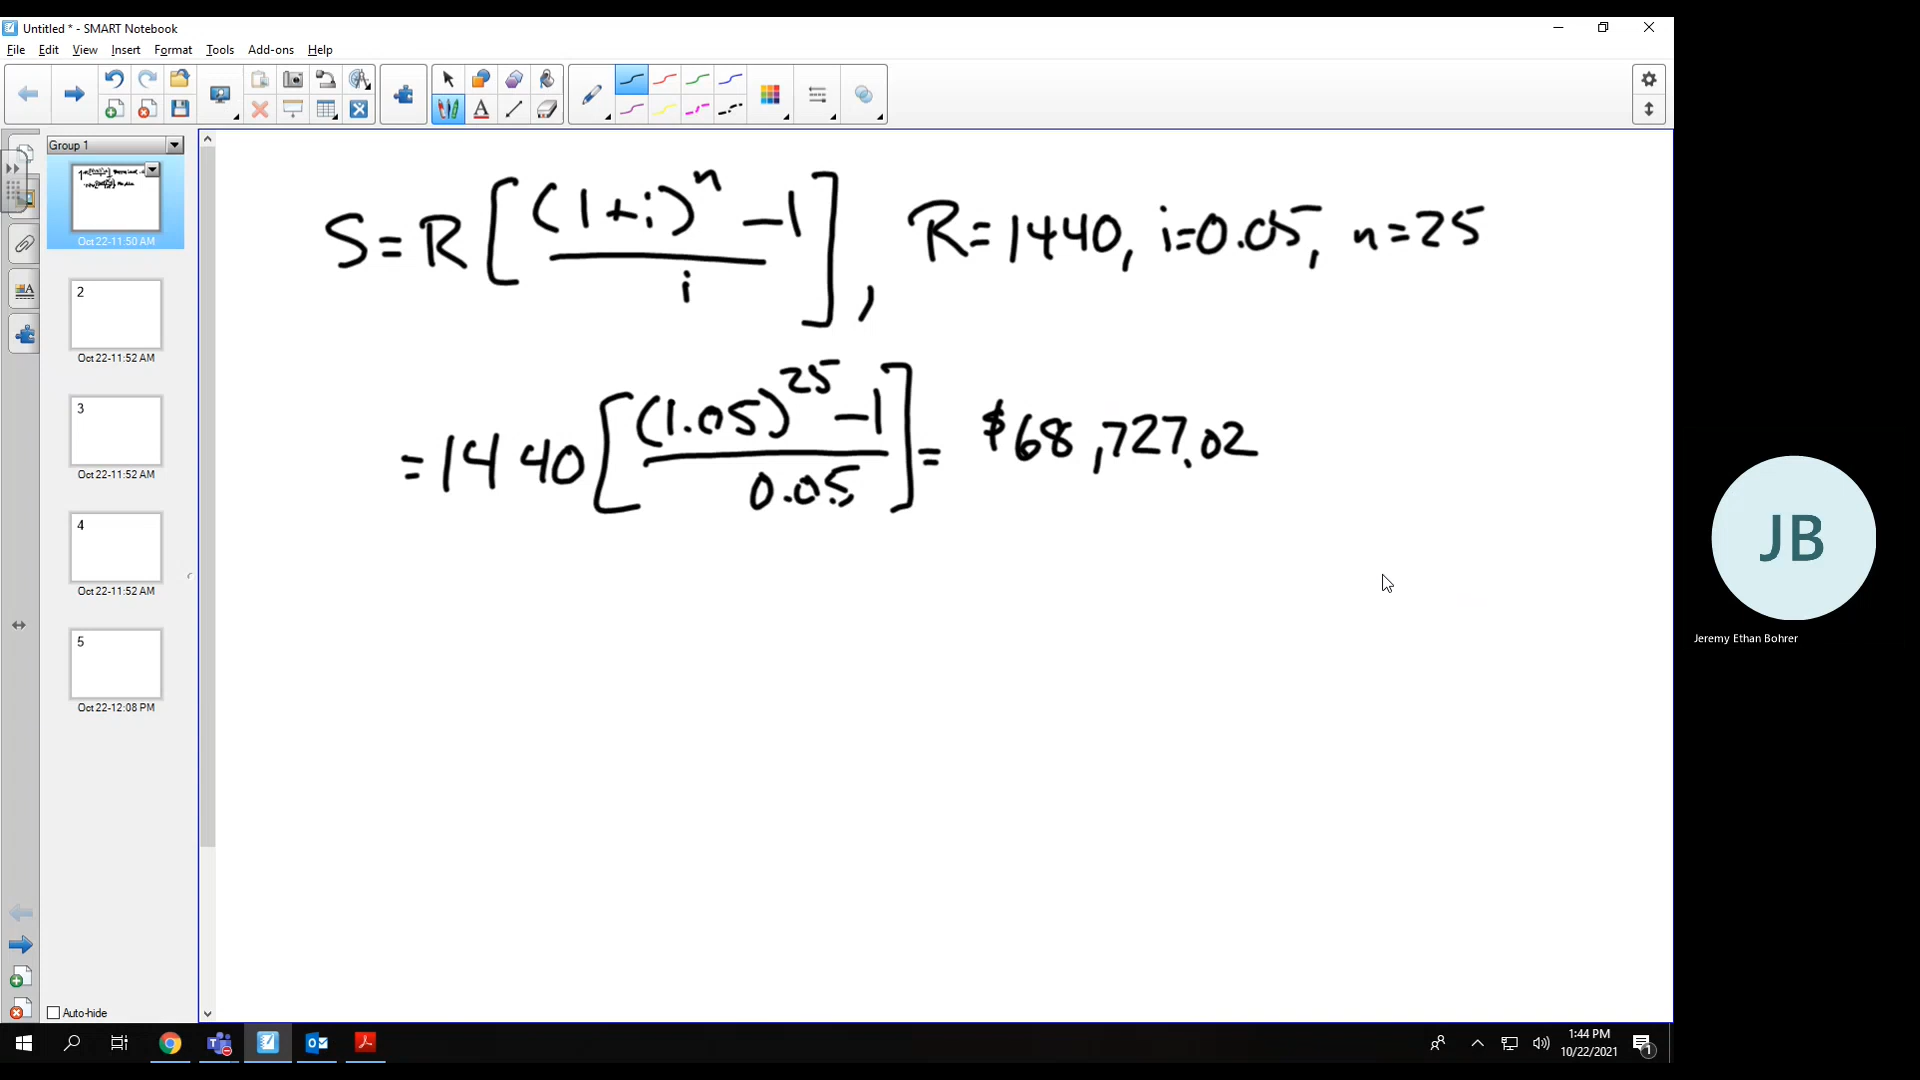 Untitled * - SMART Notebook
File Edit View Insert Format Tools Add-ons Help
Group 1
Oct 22-11:50 AM
2
Oct 22-11:52 AM
3
Oct 22-11:52 AM
4
Oct 22-11:52 AM
5
Oct 22-12:08 PM
Auto-hide
S = R [ ((1+i)^n - 1) / i ] , R = 1440, i = 0.05, n = 25
= 1440 [ ((1.05)^25 - 1) / 0.05 ] = $68,727.02
JB
Jeremy Ethan Bohrer
1:44 PM
10/22/2021
1